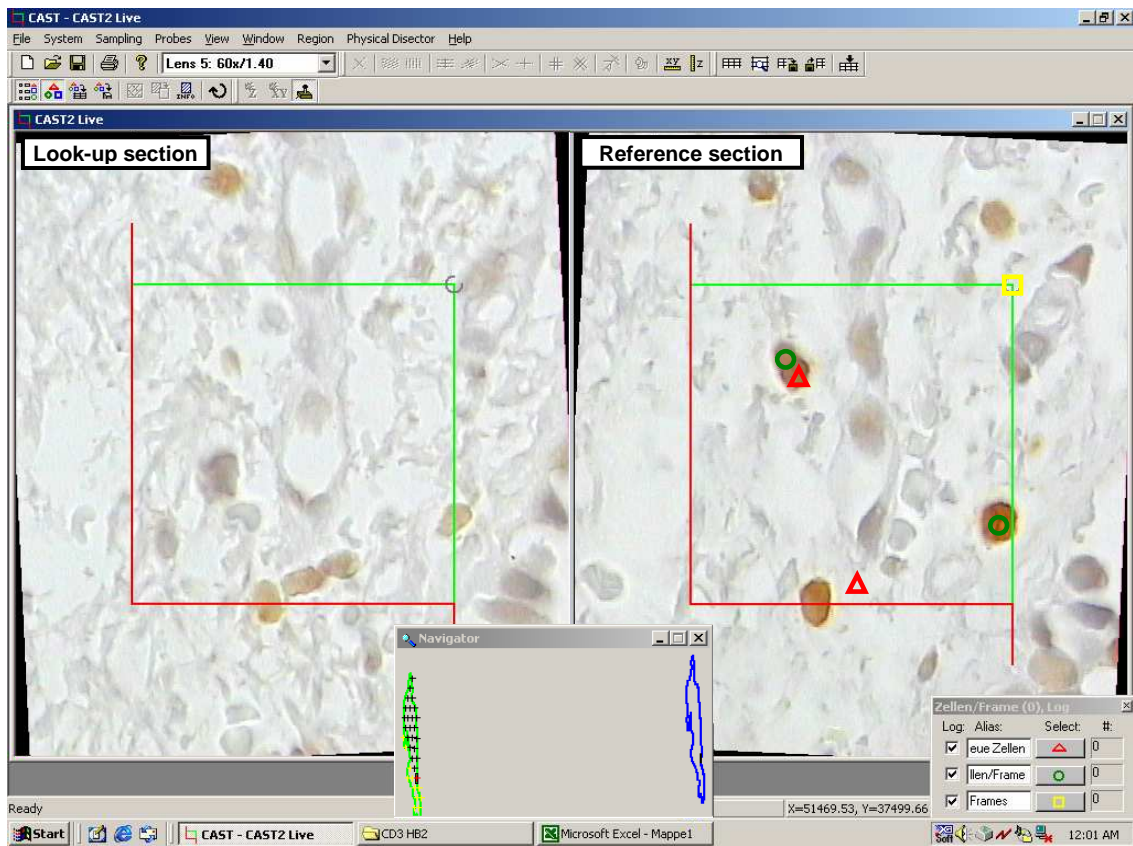 CAST - CAST2 Live
File System Sampling Probes View Window Region Physical Disector Help
Lens 5: 60x/1.40
XY Z
INFO Z XY
CAST2 Live
Look-up section
Reference section
Navigator
Zellen/Frame (0), Log
Log: Alias: Select: #:
eue Zellen 0
llen/Frame 0
Frames 0
Ready
X=51469.53, Y=37499.66
Start CAST - CAST2 Live CD3 HB2 Microsoft Excel - Mappe1 12:01 AM